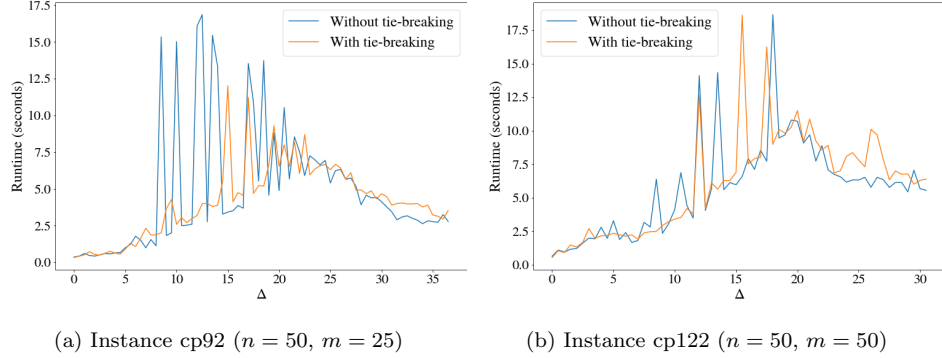 Without tie-breaking
With tie-breaking
17.5
15.0
12.5
10.0
7.5
5.0
2.5
0.0
Runtime (seconds)
0 5 10 15 20 25 30 35
Δ
(a) Instance cp92 (n = 50, m = 25)
Without tie-breaking
With tie-breaking
17.5
15.0
12.5
10.0
7.5
5.0
2.5
0.0
Runtime (seconds)
0 5 10 15 20 25 30
Δ
(b) Instance cp122 (n = 50, m = 50)